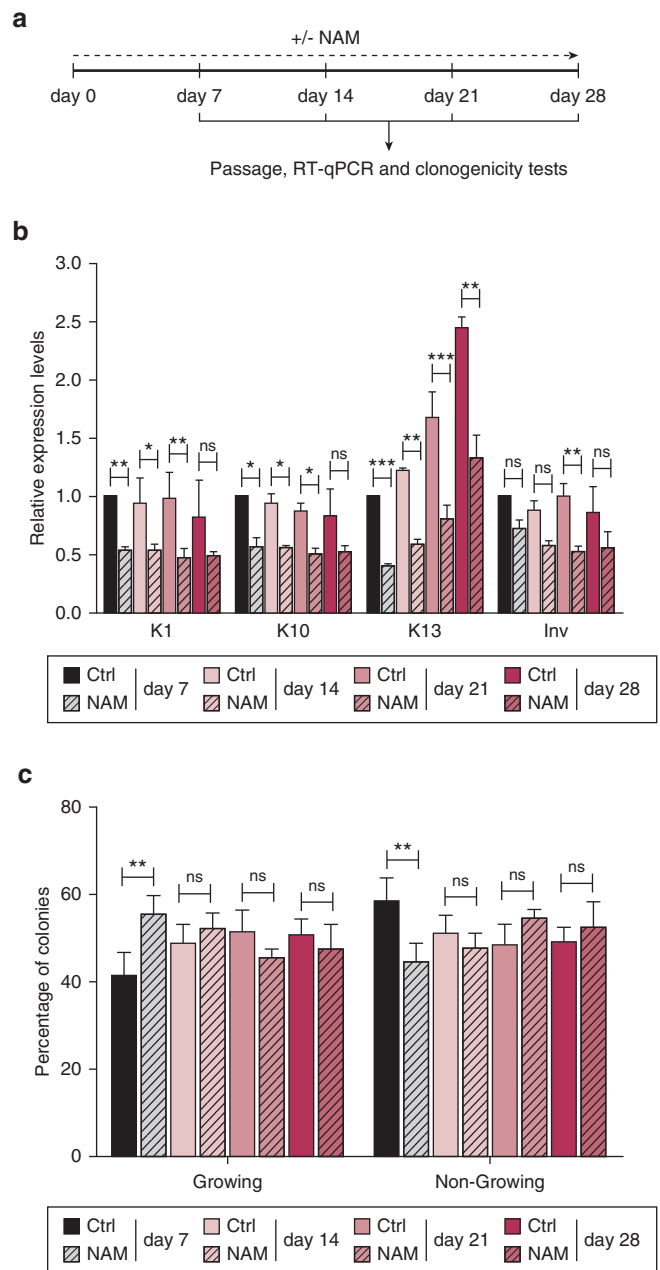 a
+/- NAM
day 0 day 7 day 14 day 21 day 28
Passage, RT-qPCR and clonogenicity tests
b
Relative expression levels
3.0
2.5
2.0
1.5
1.0
0.5
0.0
** * ** ns
* * * ns
*** ** *** **
ns ns ** ns
K1 K10 K13 Inv
Ctrl Ctrl Ctrl Ctrl
day 7 day 14 day 21 day 28
NAM NAM NAM NAM
c
Percentage of colonies
80
60
40
20
0
** ns ns ns
** ns ns ns
Growing Non-Growing
Ctrl Ctrl Ctrl Ctrl
day 7 day 14 day 21 day 28
NAM NAM NAM NAM